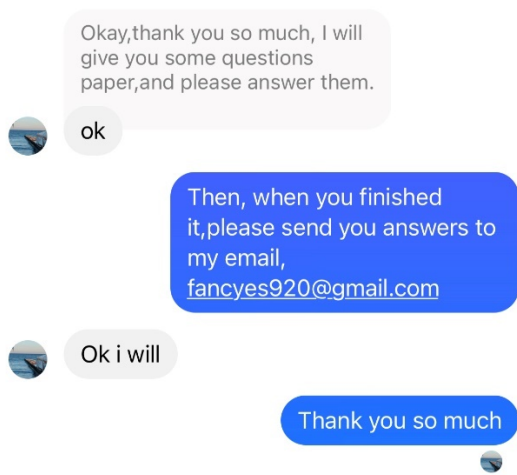 Okay,thank you so much, I will
give you some questions
paper,and please answer them.
ok
Then, when you finished
it,please send you answers to
my email,
fancyes920@gmail.com
Ok i will
Thank you so much